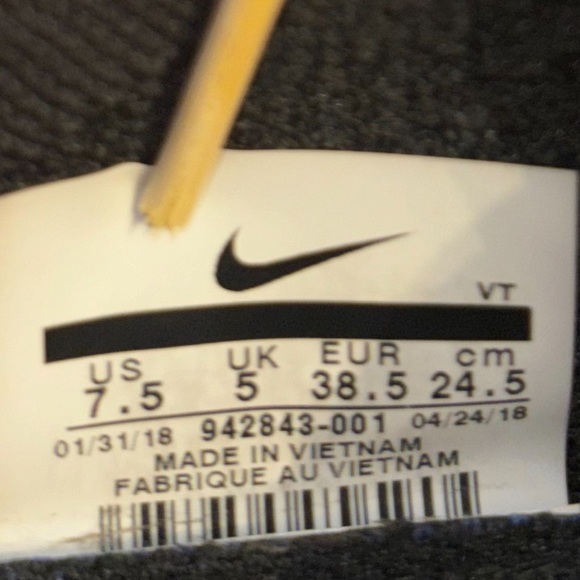 VT
US UK EUR cm
7.5 5 38.5 24.5
01/31/18 942843-001 04/24/18
MADE IN VIETNAM
FABRIQUE AU VIETNAM